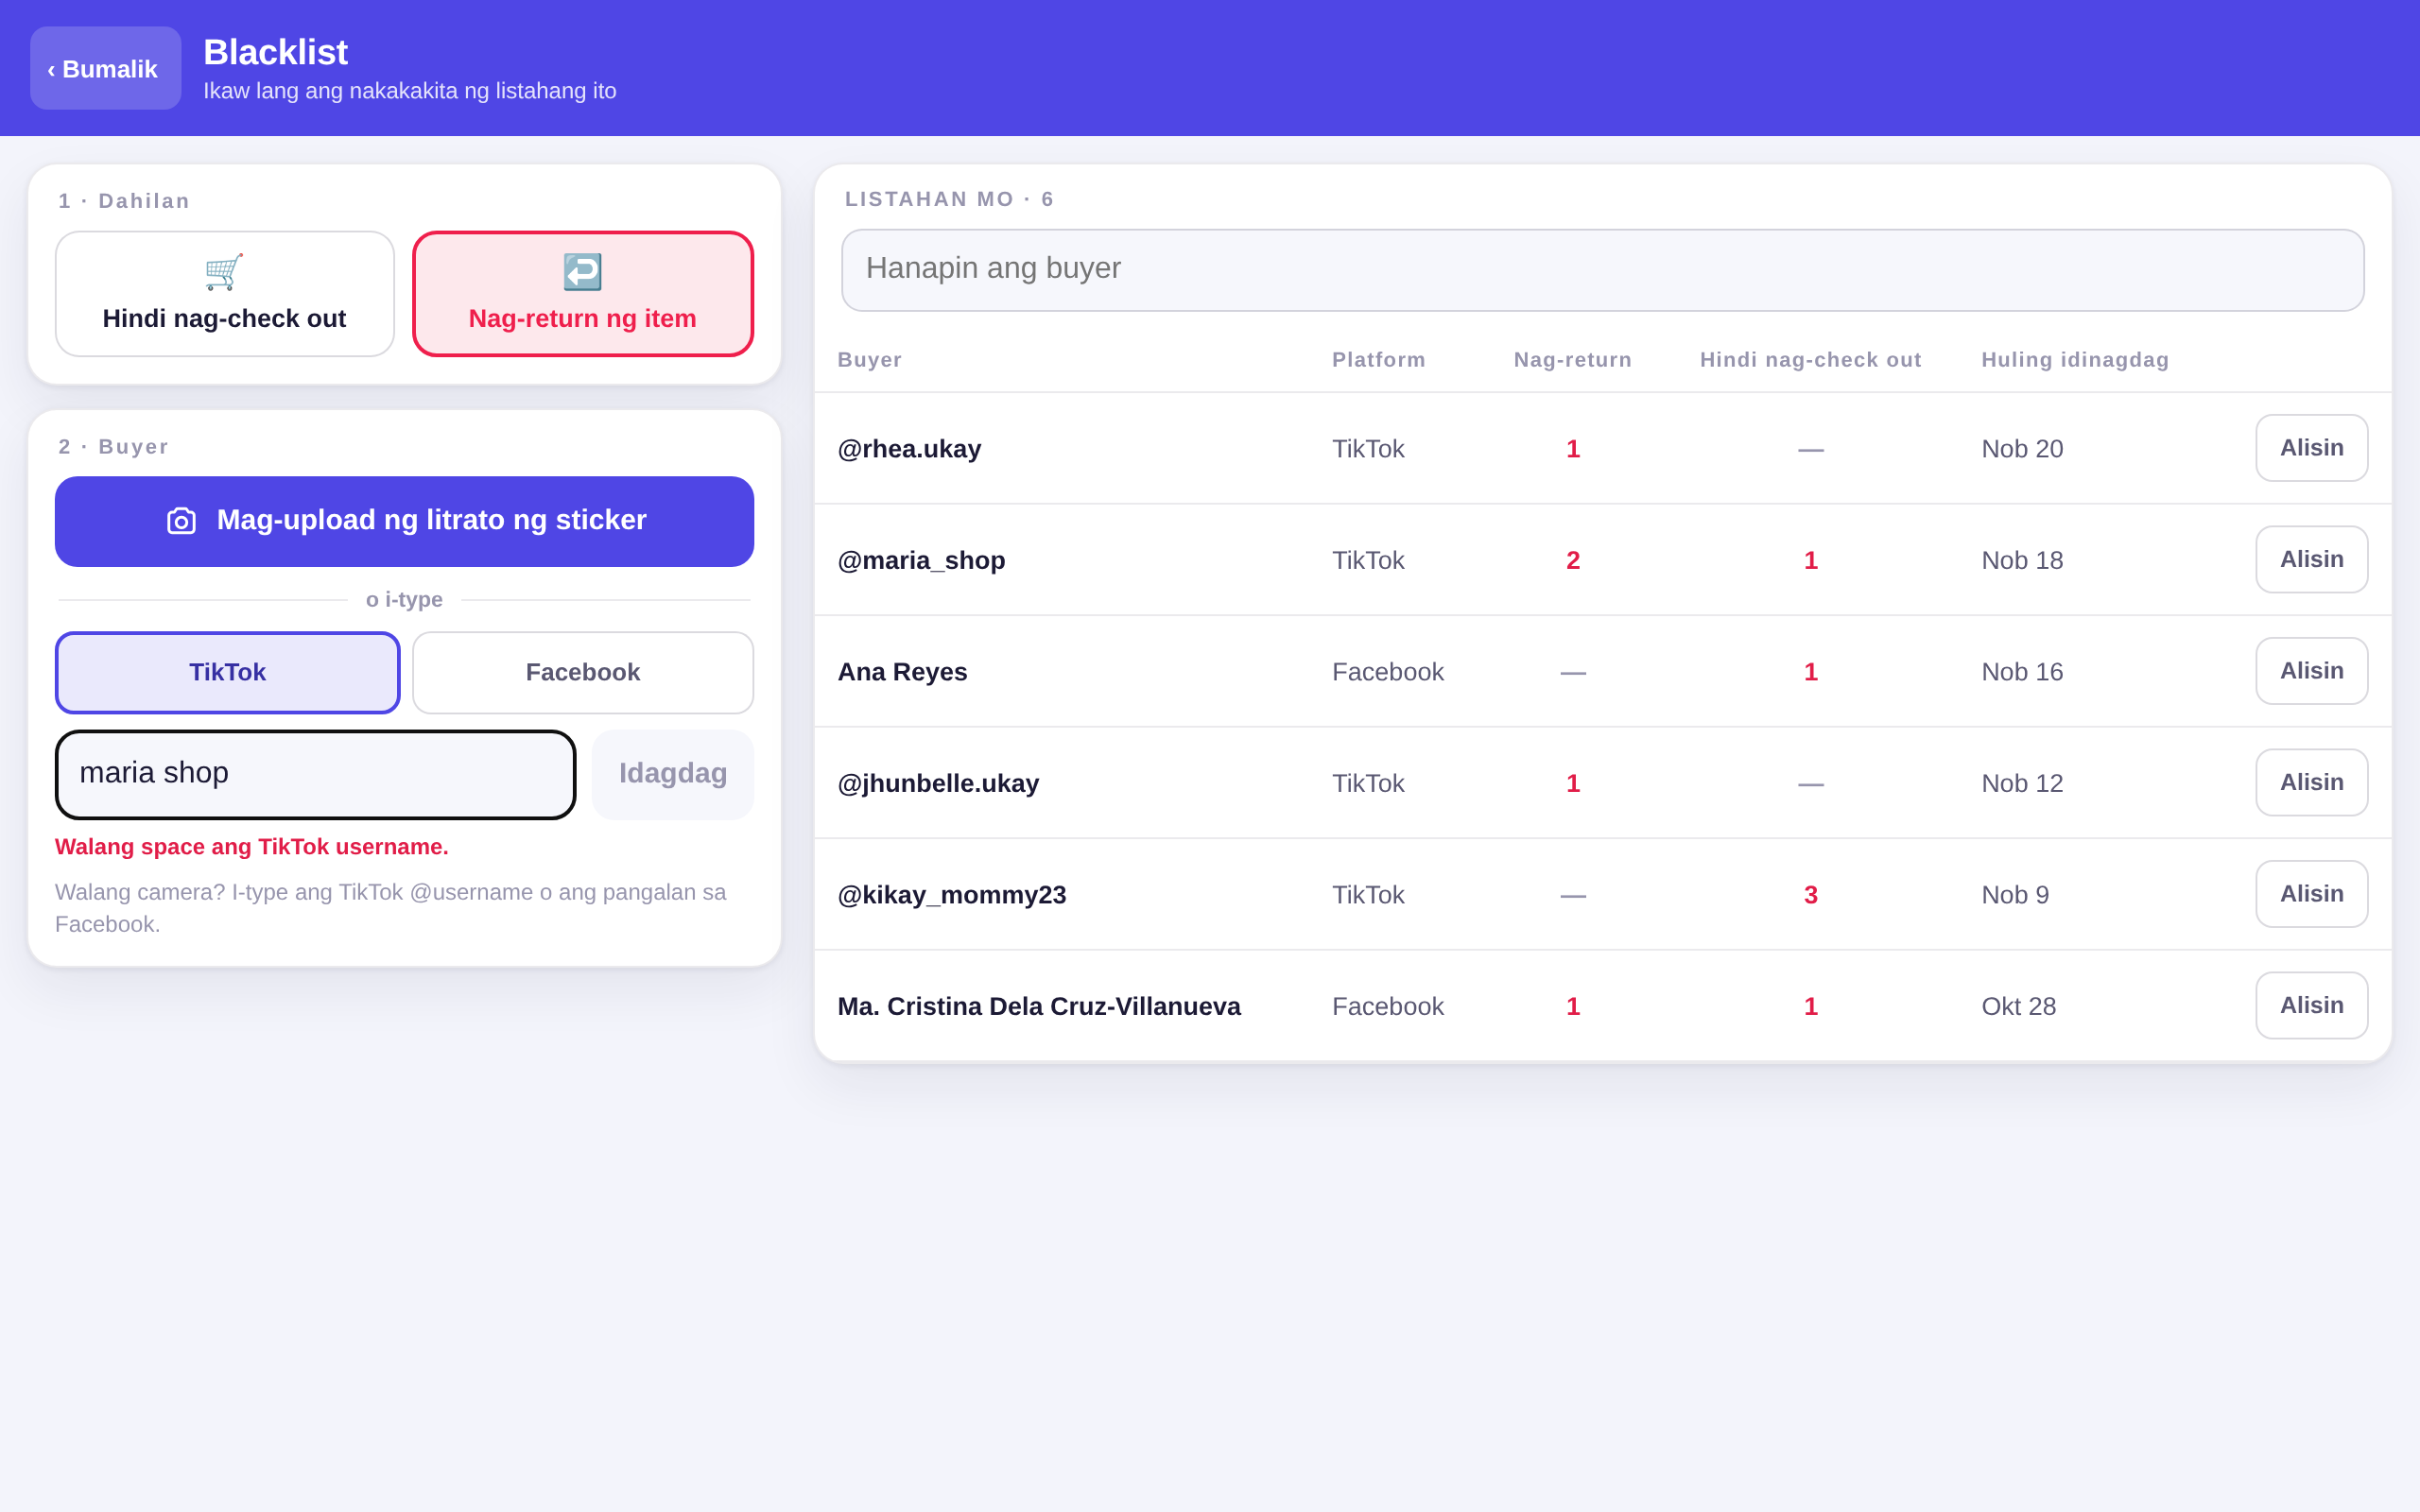 ‹ Bumalik
Blacklist
Ikaw lang ang nakakakita ng listahang ito
1 · Dahilan
Hindi nag-check out
Nag-return ng item
2 · Buyer
Mag-upload ng litrato ng sticker
o i-type
TikTok
Facebook
maria shop
Idagdag
Walang space ang TikTok username.
Walang camera? I-type ang TikTok @username o ang pangalan sa
Facebook.
LISTAHAN MO · 6
Hanapin ang buyer
Buyer Platform Nag-return Hindi nag-check out Huling idinagdag
@rhea.ukay TikTok 1 — Nob 20 Alisin
@maria_shop TikTok 2 1 Nob 18 Alisin
Ana Reyes Facebook — 1 Nob 16 Alisin
@jhunbelle.ukay TikTok 1 — Nob 12 Alisin
@kikay_mommy23 TikTok — 3 Nob 9 Alisin
Ma. Cristina Dela Cruz-Villanueva Facebook 1 1 Okt 28 Alisin